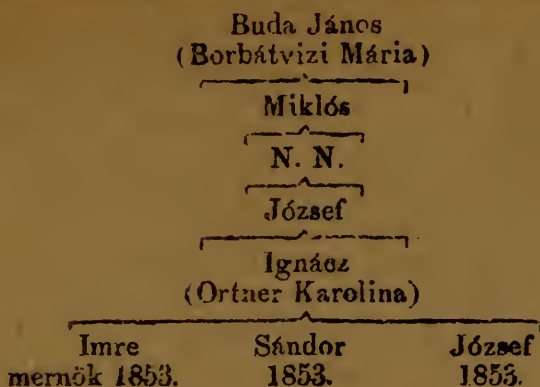 Buda János
(Borbátvizi Mária)
Miklós
N. N.
József
Ignácz
(Ortner Karolina)
Imre Sándor József
mernök 1853. 1853. 1853.